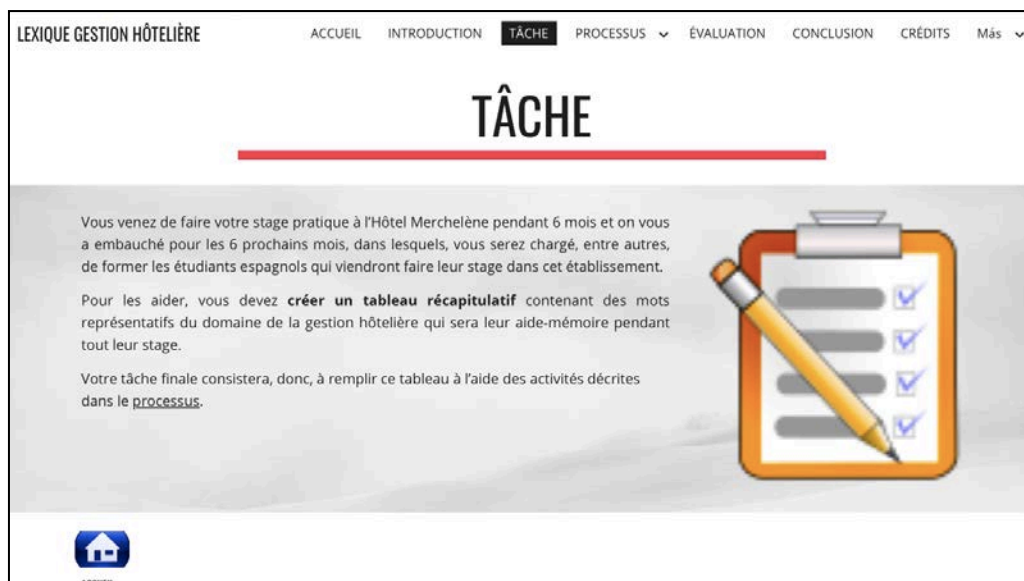 LEXIQUE GESTION HÔTELIÈRE
ACCUEIL INTRODUCTION TÂCHE PROCESSUS ÉVALUATION CONCLUSION CRÉDITS Más
TÂCHE
Vous venez de faire votre stage pratique à l'Hôtel Merchelène pendant 6 mois et on vous
a embauché pour les 6 prochains mois, dans lesquels, vous serez chargé, entre autres,
de former les étudiants espagnols qui viendront faire leur stage dans cet établissement.
Pour les aider, vous devez créer un tableau récapitulatif contenant des mots
représentatifs du domaine de la gestion hôtelière qui sera leur aide-mémoire pendant
tout leur stage.
Votre tâche finale consistera, donc, à remplir ce tableau à l'aide des activités décrites
dans le processus.